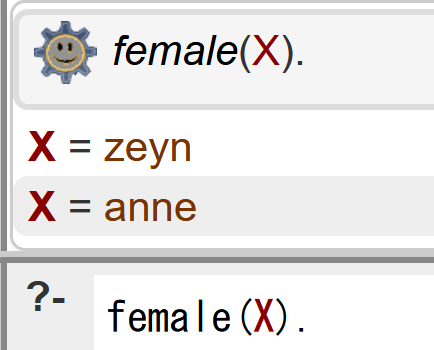 female(X).
X = zeyn
X = anne
?- female(X).